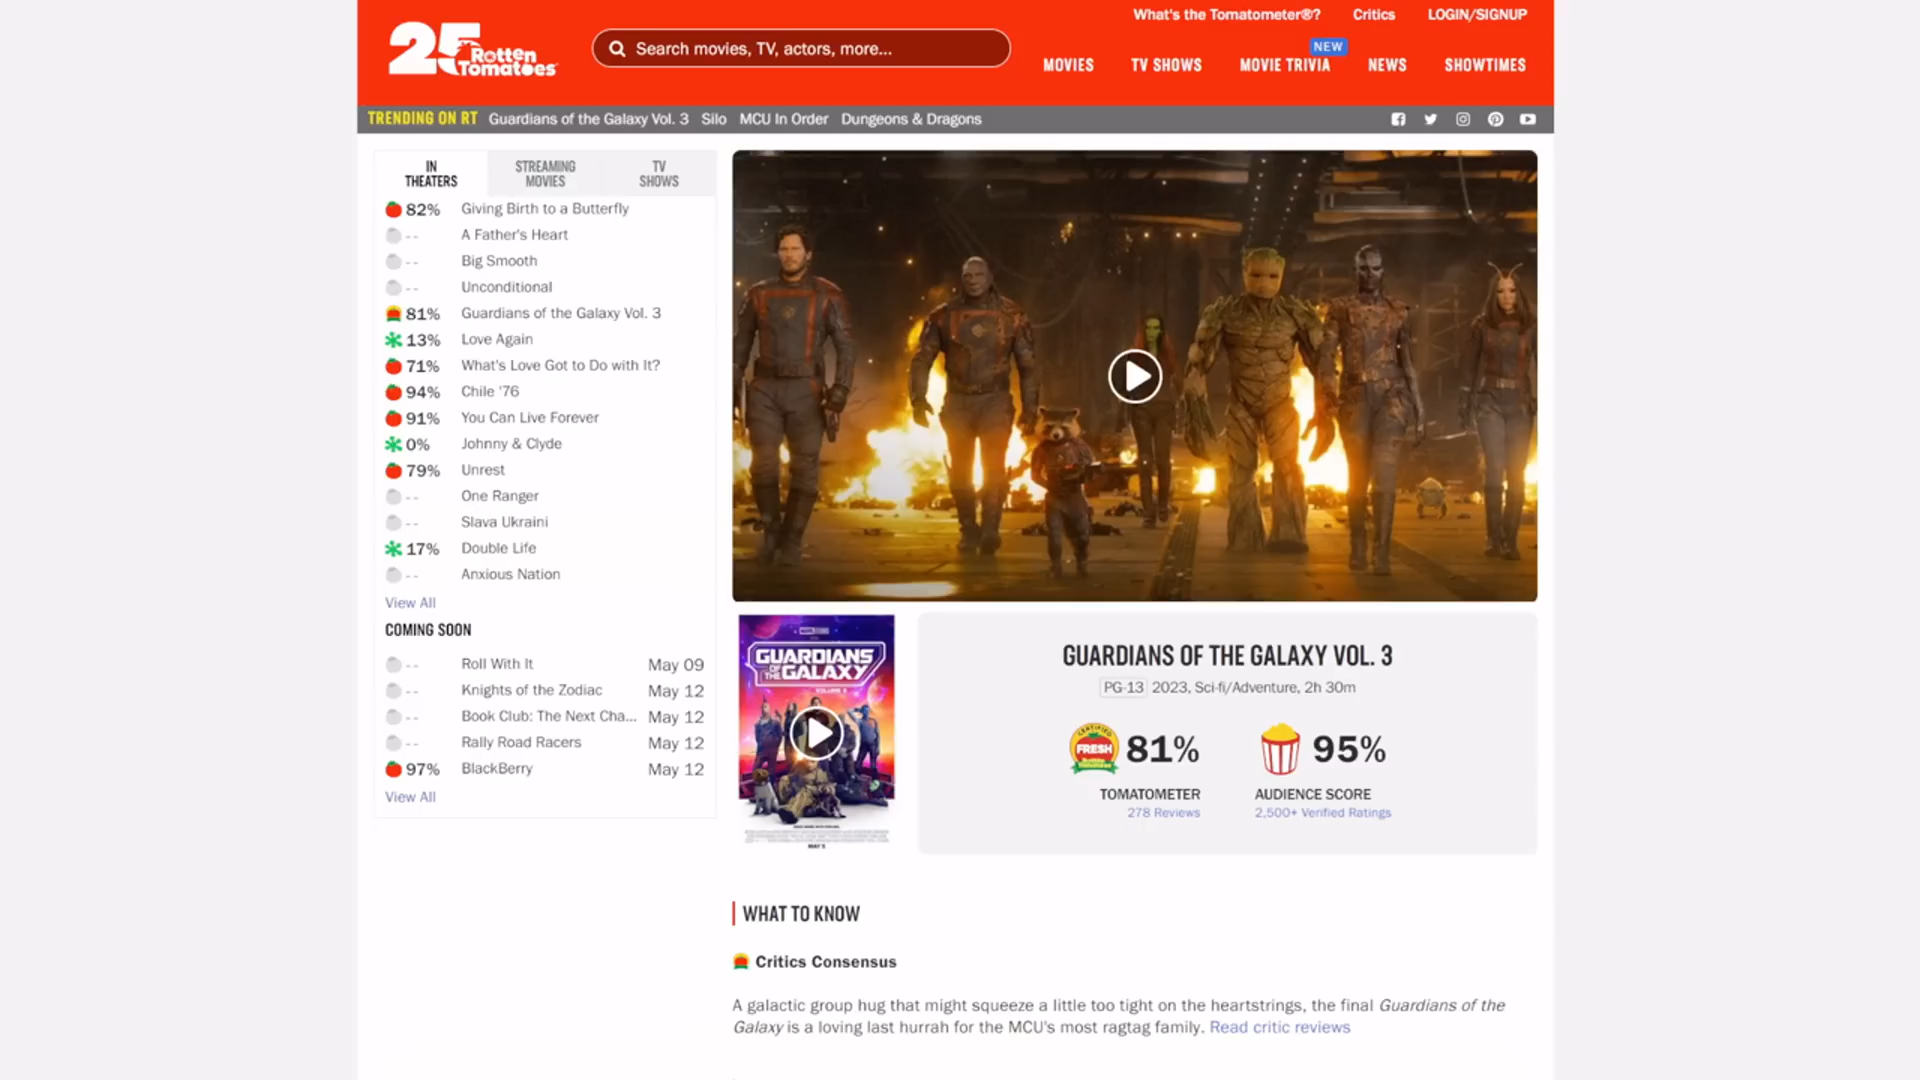 What's the Tomatometer®? Critics LOGIN/SIGNUP
25 Rotten Tomatoes
Search movies, TV, actors, more...
NEW
MOVIES TV SHOWS MOVIE TRIVIA NEWS SHOWTIMES
TRENDING ON RT Guardians of the Galaxy Vol. 3 Silo MCU In Order Dungeons & Dragons
IN THEATERS
STREAMING MOVIES
TV SHOWS
82% Giving Birth to a Butterfly
- - A Father's Heart
- - Big Smooth
- - Unconditional
81% Guardians of the Galaxy Vol. 3
13% Love Again
71% What's Love Got to Do with It?
94% Chile '76
91% You Can Live Forever
0% Johnny & Clyde
79% Unrest
- - One Ranger
- - Slava Ukraini
17% Double Life
- - Anxious Nation
View All
COMING SOON
- - Roll With It May 09
- - Knights of the Zodiac May 12
- - Book Club: The Next Cha... May 12
- - Rally Road Racers May 12
97% BlackBerry May 12
View All
GUARDIANS
OF THE GALAXY
VOLUME 3
MAY 5
GUARDIANS OF THE GALAXY VOL. 3
PG-13 2023, Sci-fi/Adventure, 2h 30m
CERTIFIED
FRESH
81% 95%
TOMATOMETER AUDIENCE SCORE
278 Reviews 2,500+ Verified Ratings
WHAT TO KNOW
Critics Consensus
A galactic group hug that might squeeze a little too tight on the heartstrings, the final Guardians of the
Galaxy is a loving last hurrah for the MCU's most ragtag family. Read critic reviews